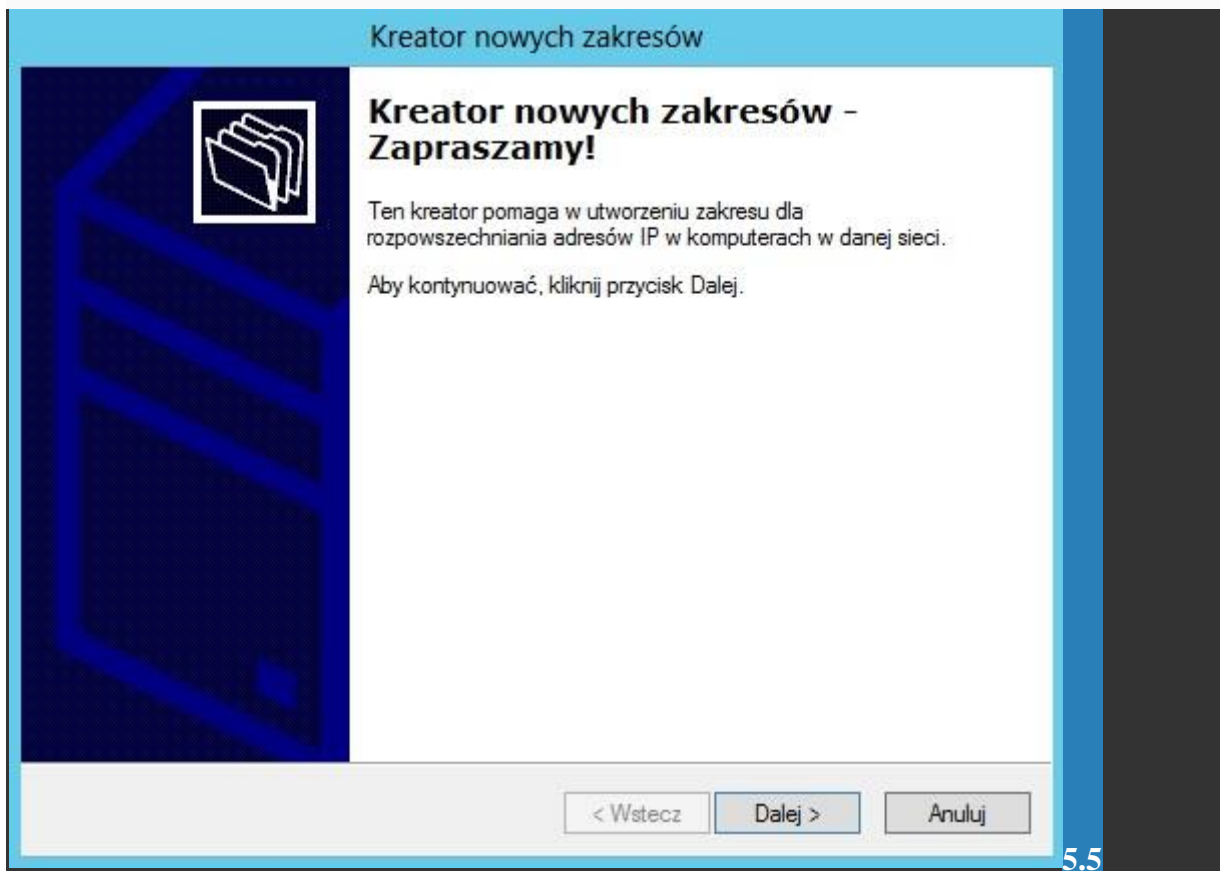 Kreator nowych zakresów
Kreator nowych zakresów -
Zapraszamy!
Ten kreator pomaga w utworzeniu zakresu dla
rozpowszechniania adresów IP w komputerach w danej sieci.
Aby kontynuować, kliknij przycisk Dalej.
< Wstecz Dalej > Anuluj
5.5